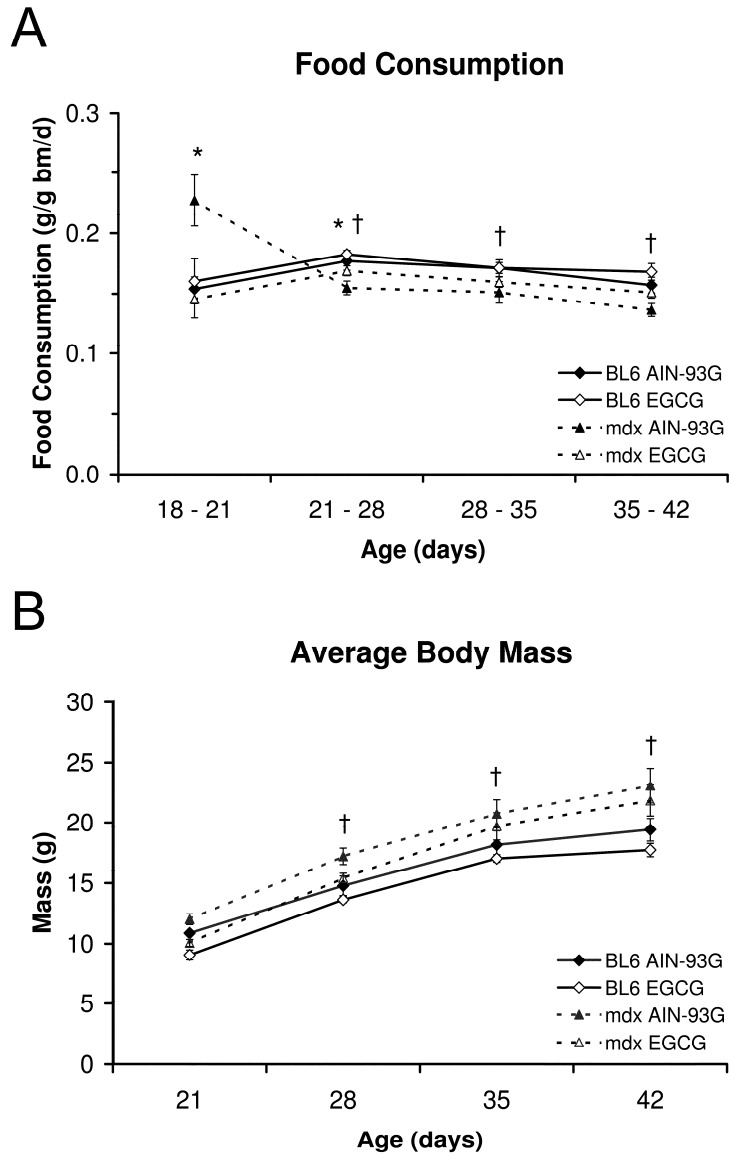 A
Food Consumption
Food Consumption (g/g bm/d)
0.3
0.2
0.1
0.0
*
* †
†
†
BL6 AIN-93G
BL6 EGCG
mdx AIN-93G
mdx EGCG
18 - 21
21 - 28
28 - 35
35 - 42
Age (days)
B
Average Body Mass
Mass (g)
30
25
20
15
10
5
0
†
†
†
BL6 AIN-93G
BL6 EGCG
mdx AIN-93G
mdx EGCG
21
28
35
42
Age (days)